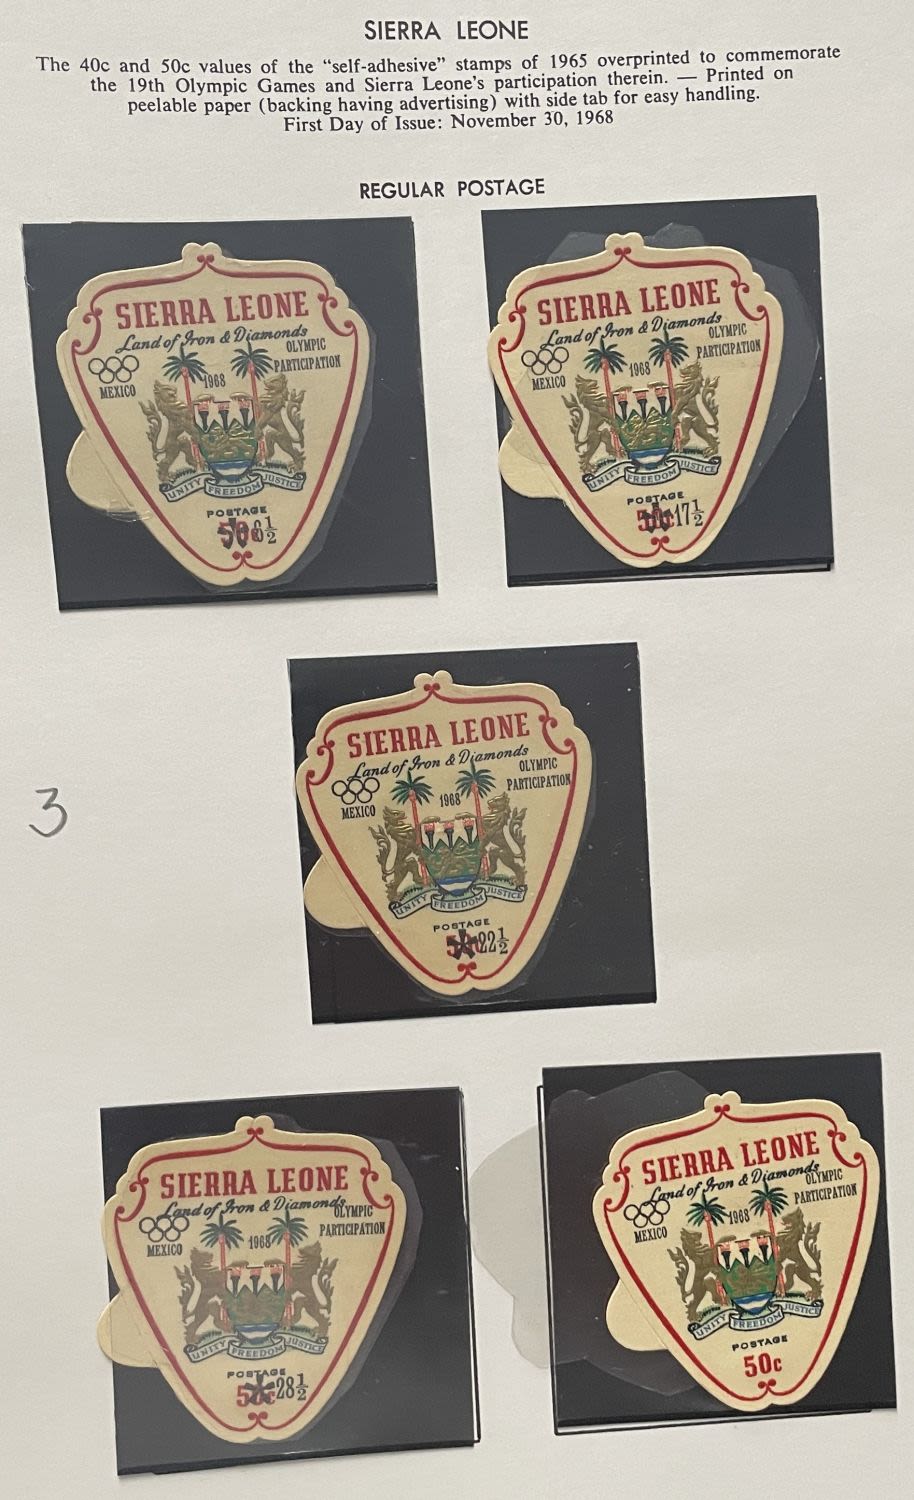 SIERRA LEONE
The 40c and 50c values of the “self-adhesive” stamps of 1965 overprinted to commemorate
the 19th Olympic Games and Sierra Leone's participation therein. — Printed on
peelable paper (backing having advertising) with side tab for easy handling.
First Day of Issue: November 30, 1968
REGULAR POSTAGE
SIERRA LEONE
Land of Iron & Diamonds
OLYMPIC
PARTICIPATION
MEXICO
1968
UNITY FREEDOM JUSTICE
POSTAGE
50c 6½
SIERRA LEONE
Land of Iron & Diamonds
OLYMPIC
PARTICIPATION
MEXICO
1968
UNITY FREEDOM JUSTICE
POSTAGE
50c 17½
3
SIERRA LEONE
Land of Iron & Diamonds
OLYMPIC
PARTICIPATION
MEXICO
1968
UNITY FREEDOM JUSTICE
POSTAGE
50c 22½
SIERRA LEONE
Land of Iron & Diamonds
OLYMPIC
PARTICIPATION
MEXICO
1968
UNITY FREEDOM JUSTICE
POSTAGE
50c 28½
SIERRA LEONE
Land of Iron & Diamonds
OLYMPIC
PARTICIPATION
MEXICO
1968
UNITY FREEDOM JUSTICE
POSTAGE
50c